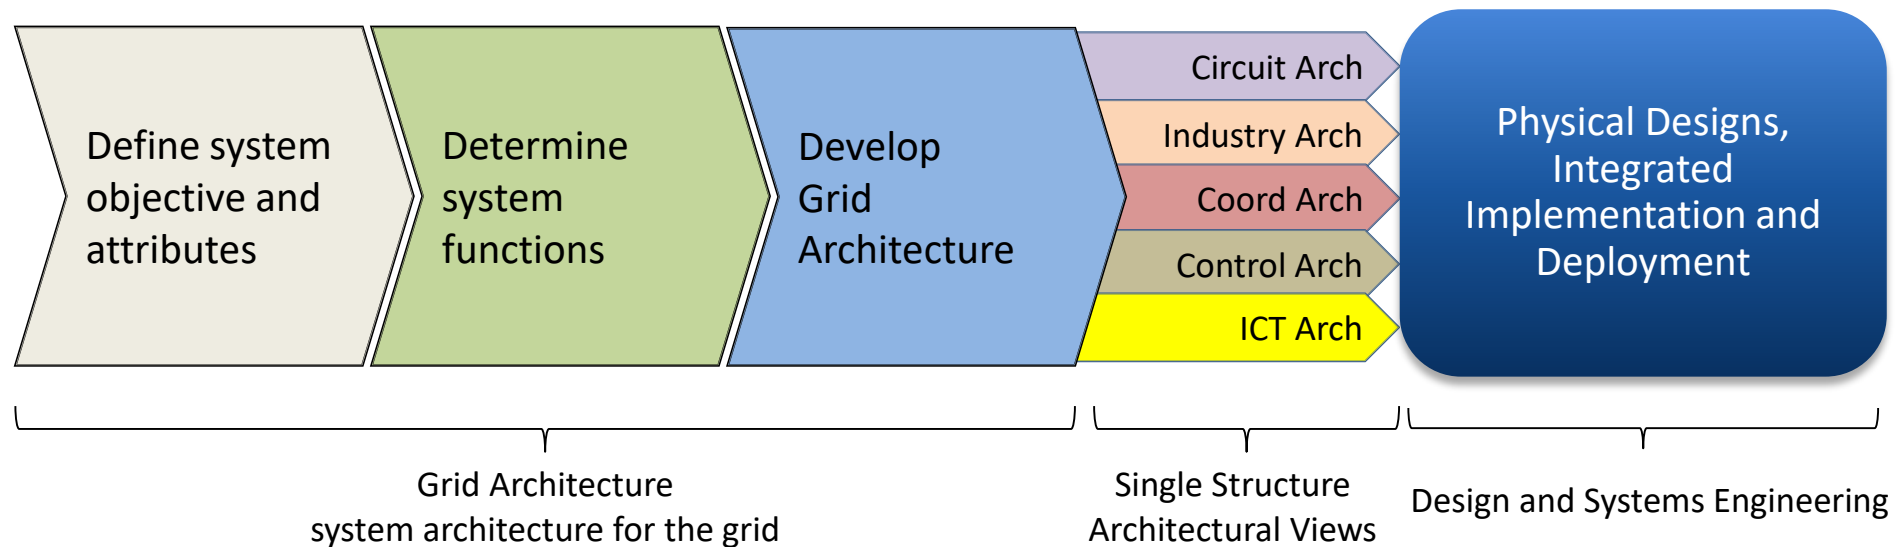 Define system
objective and
attributes
Determine
system
functions
Develop
Grid
Architecture
Circuit Arch
Industry Arch
Coord Arch
Control Arch
ICT Arch
Physical Designs,
Integrated
Implementation and
Deployment
Grid Architecture
system architecture for the grid
Single Structure
Architectural Views
Design and Systems Engineering